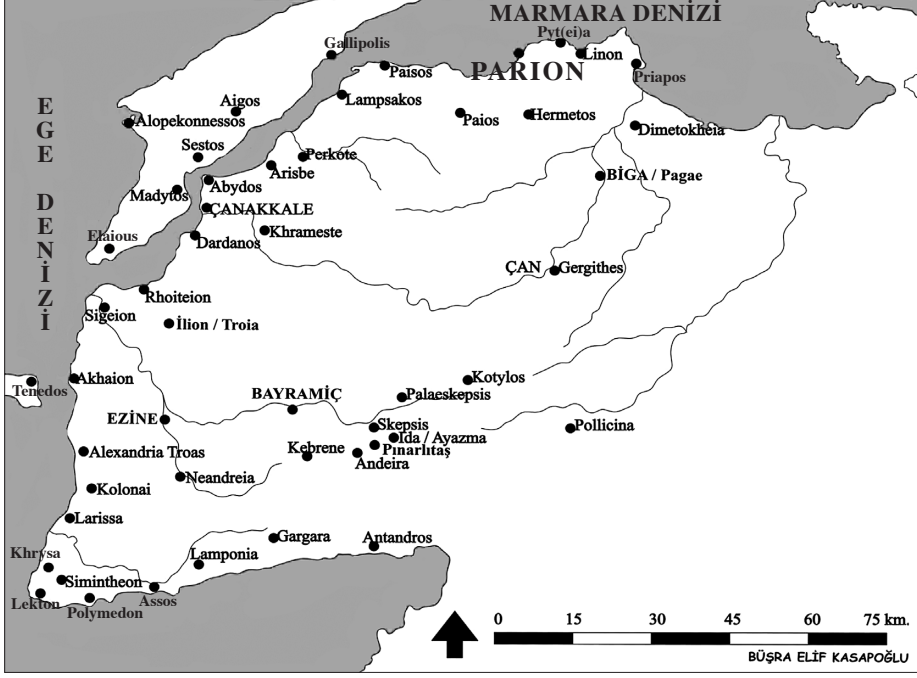 MARMARA DENİZİ
Pyt(ei)a
Gallipolis
Linon
Paisos
PARION
Priapos
EGE DENİZİ
Aigos
Lampsakos
Alopekonnessos
Paios
Hermetos
Dimetokheia
Sestos
Perkote
Arisbe
BİGA / Pagae
Abydos
Madytos
ÇANAKKALE
Elaious
Dardanos
Khrameste
ÇAN
Gergithes
Rhoiteion
Sigeion
İlion / Troia
Tenedos
Akhaion
Kotylos
BAYRAMİÇ
Palaeskepsis
EZİNE
Skepsis
Pollicina
Ida / Ayazma
Kebrene
Pınarlıtaş
Alexandria Troas
Andeira
Neandreia
Kolonai
Larissa
Gargara
Antandros
Khrysa
Lamponia
Simintheon
Lekton
Assos
Polymedon
0 15 30 45 60 75 km.
BÜŞRA ELİF KASAPOĞLU